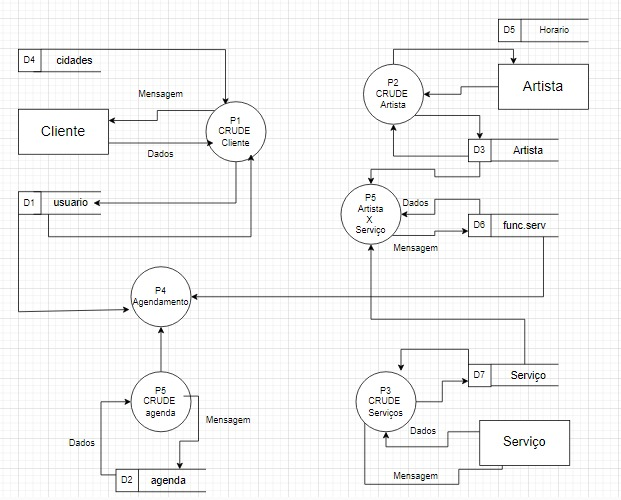 D5 Horario
D4 cidades
P2
CRUDE
Artista
Artista
Mensagem
Cliente
P1
CRUDE
Cliente
Dados
D3 Artista
D1 usuario
P5
Artista
X
Serviço
Dados
D6 func.serv
Mensagem
P4
Agendamento
D7 Serviço
P5
CRUDE
agenda
P3
CRUDE
Serviços
Mensagem
Dados
Dados
Serviço
D2 agenda
Mensagem